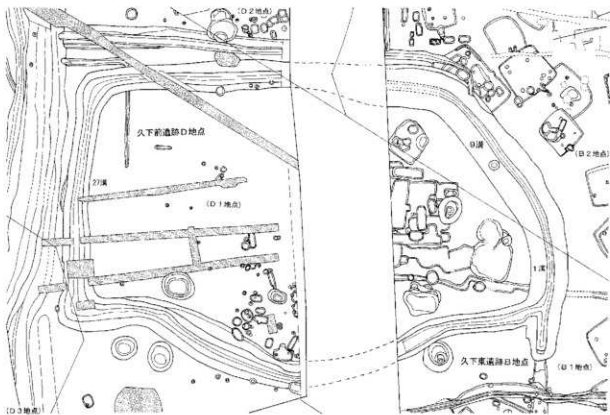 (D2地点)
久下前遺跡D地点
9溝
(B2地点)
27溝
(D1地点)
1溝
久下東遺跡B地点
(B1地点)
(D3地点)